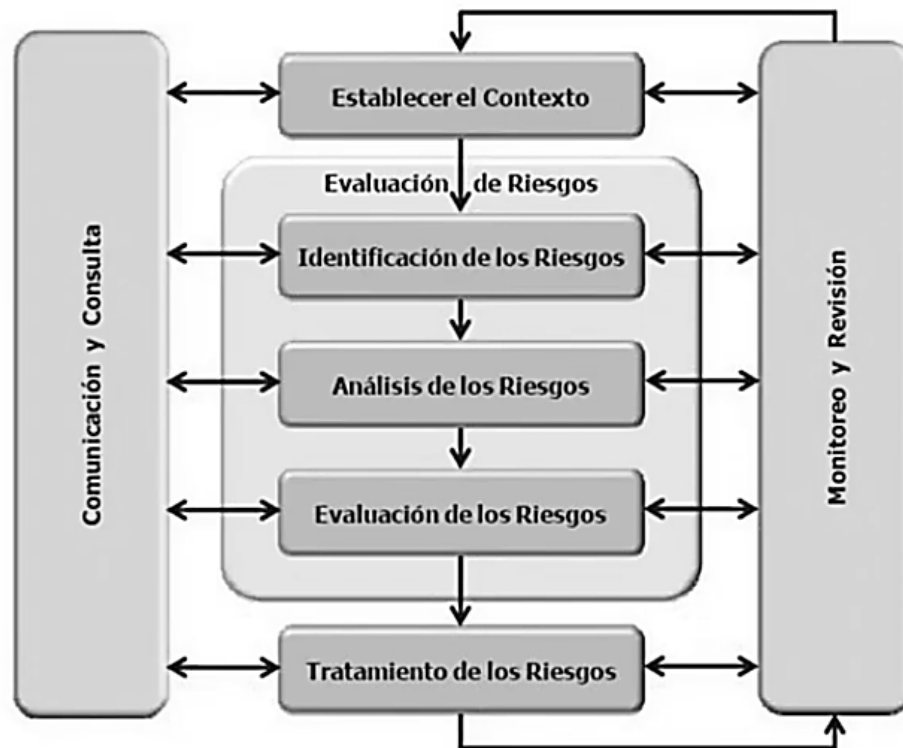 Establecer el Contexto
Evaluación de Riesgos
Identificación de los Riesgos
Análisis de los Riesgos
Evaluación de los Riesgos
Tratamiento de los Riesgos
Comunicación y Consulta
Monitoreo y Revisión